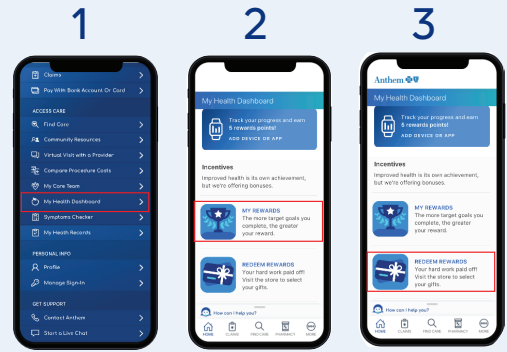 1
Claims
Pay With Bank Account Or Card
ACCESS CARE
Find Care
Community Resources
Virtual Visit with a Provider
Compare Procedure Costs
My Care Team
My Health Dashboard
Symptoms Checker
My Health Records
PERSONAL INFO
Profile
Manage Sign-In
GET SUPPORT
Contact Anthem
Start a Live Chat
2
My Health Dashboard
Track your progress and earn
5 rewards points!
ADD DEVICE OR APP
Incentives
Improved health is its own achievement,
but we're offering bonuses.
MY REWARDS
The more target goals you
complete, the greater
your reward.
REDEEM REWARDS
Your hard work paid off!
Visit the store to select
your gifts.
How can I help you?
HOME CLAIMS FIND CARE PHARMACY MORE
3
Anthem
My Health Dashboard
Track your progress and earn
5 rewards points!
ADD DEVICE OR APP
Incentives
Improved health is its own achievement,
but we're offering bonuses.
MY REWARDS
The more target goals you
complete, the greater
your reward.
REDEEM REWARDS
Your hard work paid off!
Visit the store to select
your gifts.
How can I help you?
HOME CLAIMS FIND CARE PHARMACY MORE